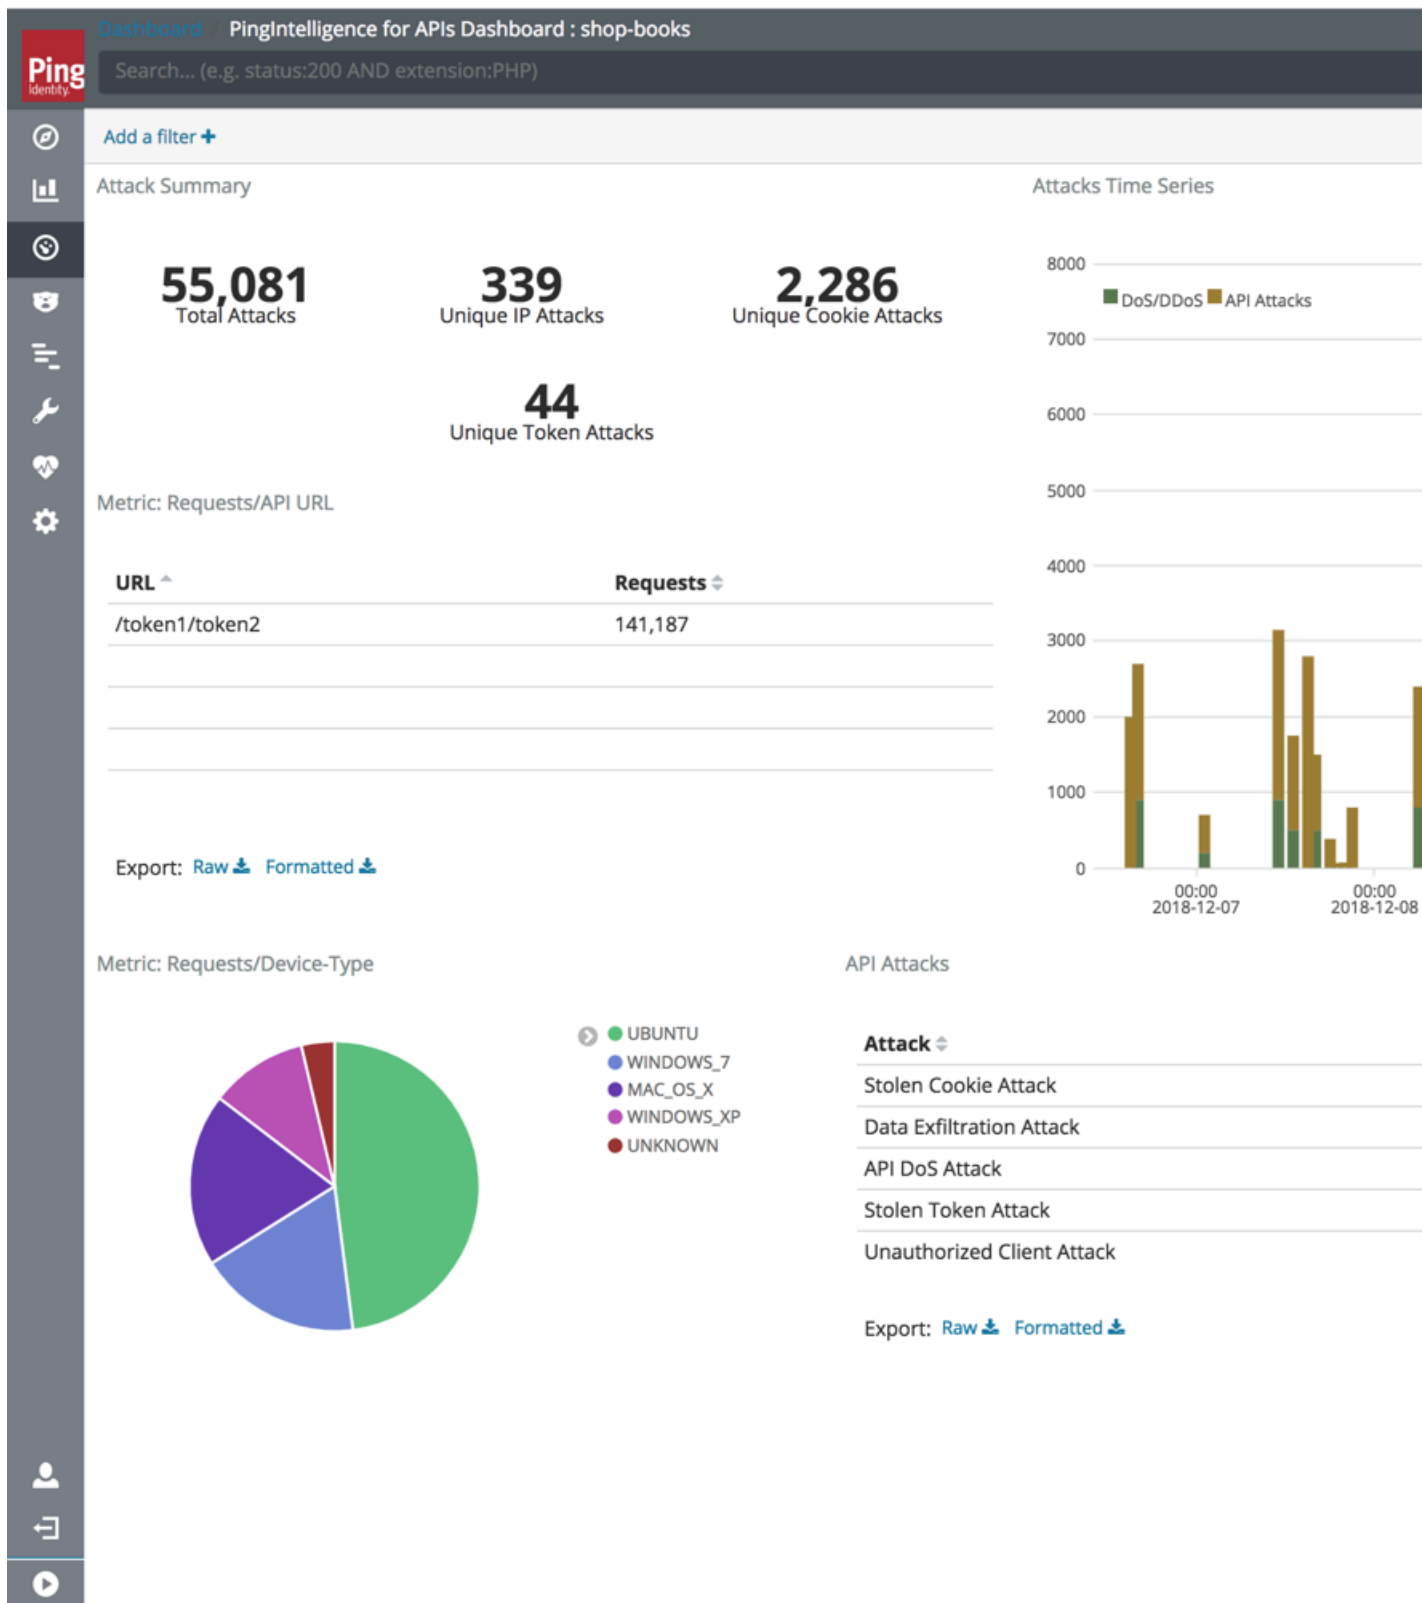 Dashboard / PingIntelligence for APIs Dashboard : shop-books
Ping
Identity.
Search... (e.g. status:200 AND extension:PHP)
Add a filter +
Attack Summary
55,081
Total Attacks
339
Unique IP Attacks
2,286
Unique Cookie Attacks
44
Unique Token Attacks
Metric: Requests/API URL
URL Requests
/token1/token2 141,187
Export: Raw Formatted
Attacks Time Series
8000
DoS/DDoS API Attacks
7000
6000
5000
4000
3000
2000
1000
0
00:00
2018-12-07
00:00
2018-12-08
Metric: Requests/Device-Type
UBUNTU
WINDOWS_7
MAC_OS_X
WINDOWS_XP
UNKNOWN
API Attacks
Attack
Stolen Cookie Attack
Data Exfiltration Attack
API DoS Attack
Stolen Token Attack
Unauthorized Client Attack
Export: Raw Formatted